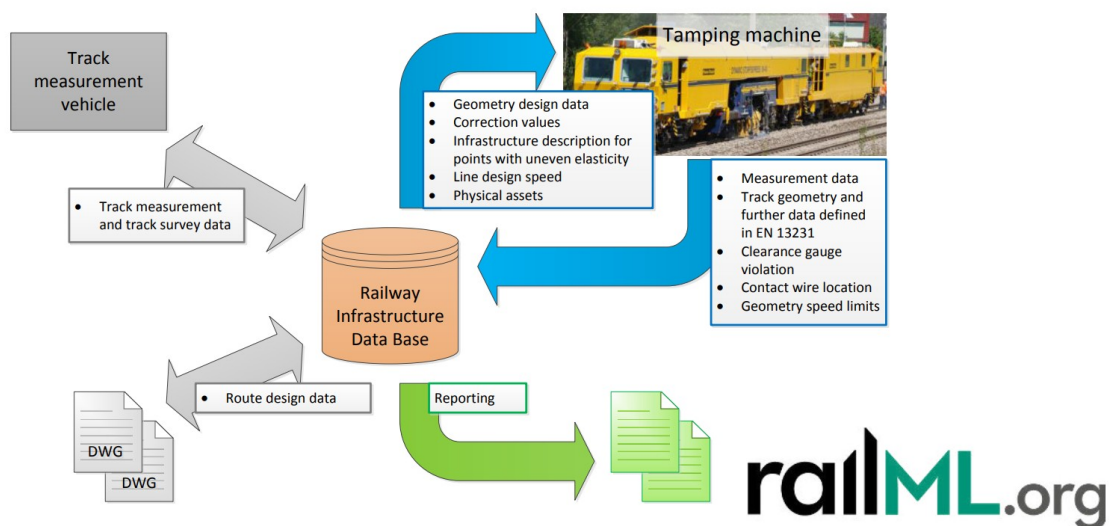 Track
measurement
vehicle
Tamping machine
• Geometry design data
• Correction values
• Infrastructure description for
points with uneven elasticity
• Line design speed
• Physical assets
• Measurement data
• Track geometry and
further data defined
in EN 13231
• Clearance gauge
violation
• Contact wire location
• Geometry speed limits
• Track measurement
and track survey data
Railway
Infrastructure
Data Base
• Route design data
Reporting
DWG
DWG
railML.org